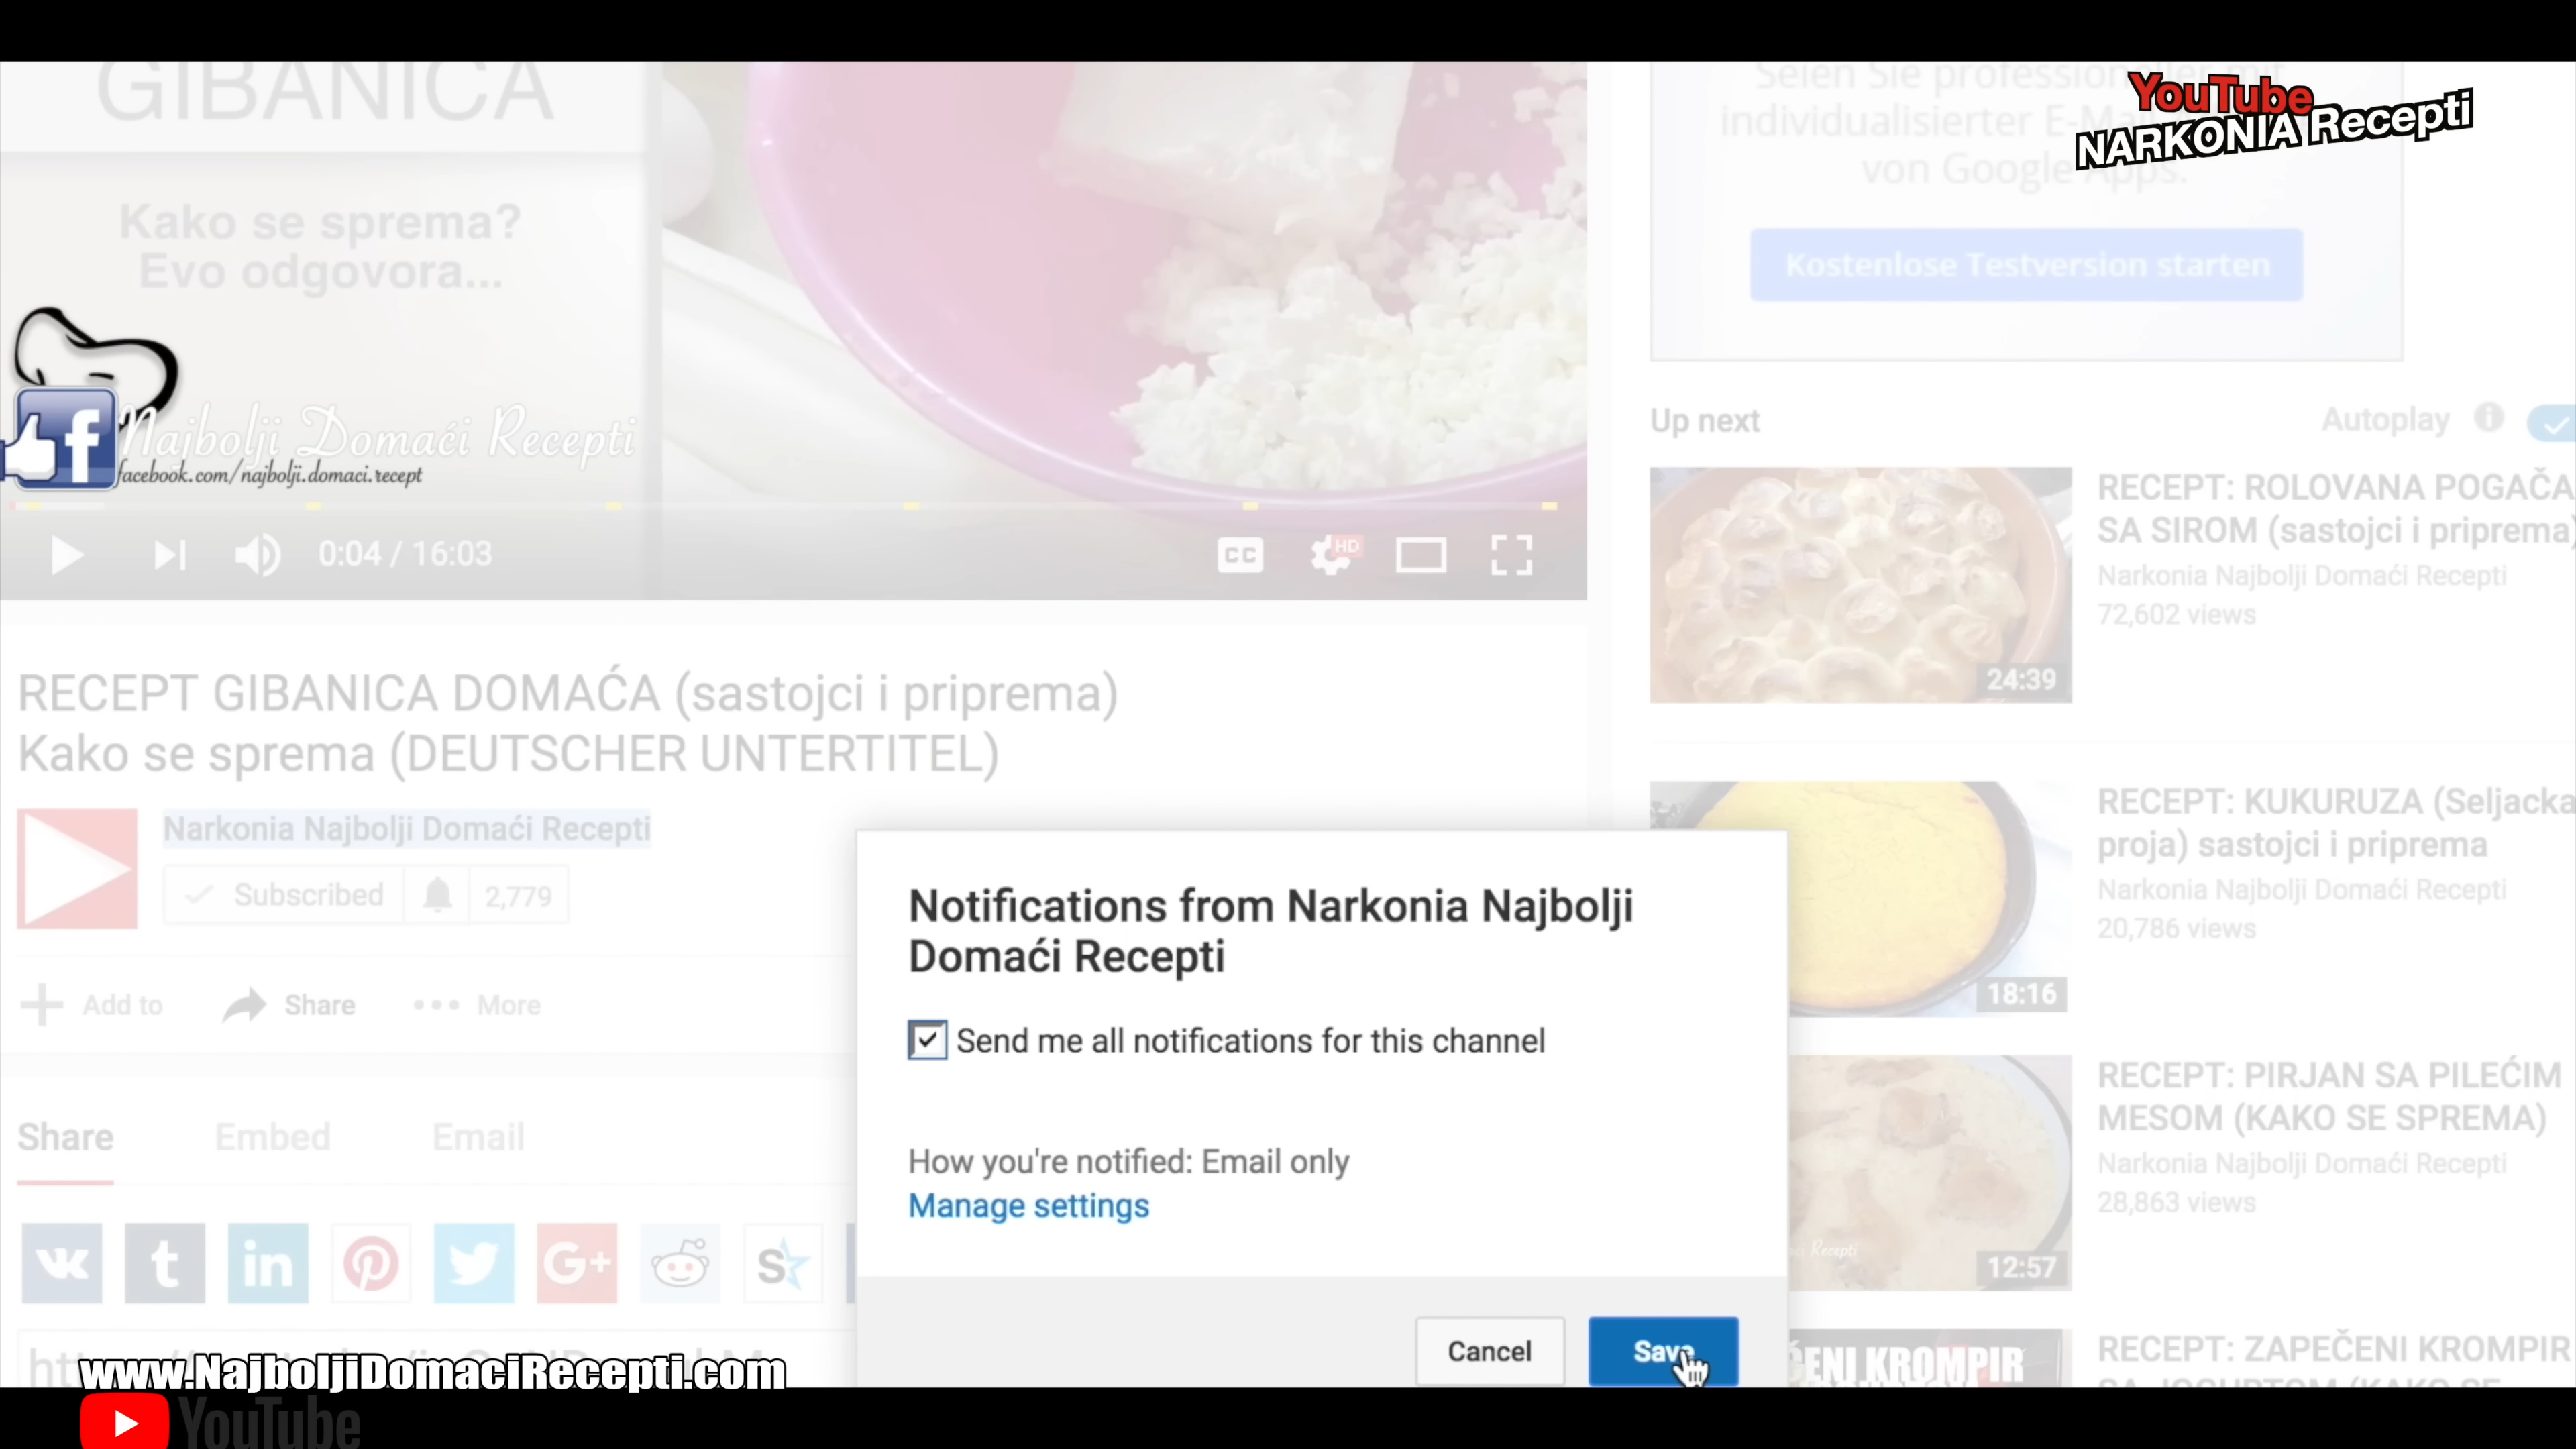 GIBANICA
Kako se sprema?
Evo odgovora...
Najbolji Domaći Recepti
facebook.com/najbolji.domaci.recept
0:04 / 16:03
CC
HD
Seien Sie professioneller mit
individualisierter
von Google Apps.
Kostenlose Testversion starten
YouTube
NARKONIA Recepti
Up next
Autoplay
RECEPT: ROLOVANA POGAČA
SA SIROM (sastojci i priprema)
Narkonia Najbolji Domaći Recepti
72,602 views
24:39
RECEPT: KUKURUZA (Seljacka
proja) sastojci i priprema
Narkonia Najbolji Domaći Recepti
20,786 views
18:16
RECEPT: PIRJAN SA PILEĆIM
MESOM (KAKO SE SPREMA)
Narkonia Najbolji Domaći Recepti
28,863 views
Recepti
12:57
RECEPT: ZAPEČENI KROMPIR
KROMPIR
RECEPT GIBANICA DOMAĆA (sastojci i priprema)
Kako se sprema (DEUTSCHER UNTERTITEL)
Narkonia Najbolji Domaći Recepti
Subscribed
2,779
Add to
Share
More
Share
Embed
Email
Notifications from Narkonia Najbolji
Domaći Recepti
Send me all notifications for this channel
How you're notified: Email only
Manage settings
Cancel
Save
www.NajboljiDomaciRecepti.com
YouTube